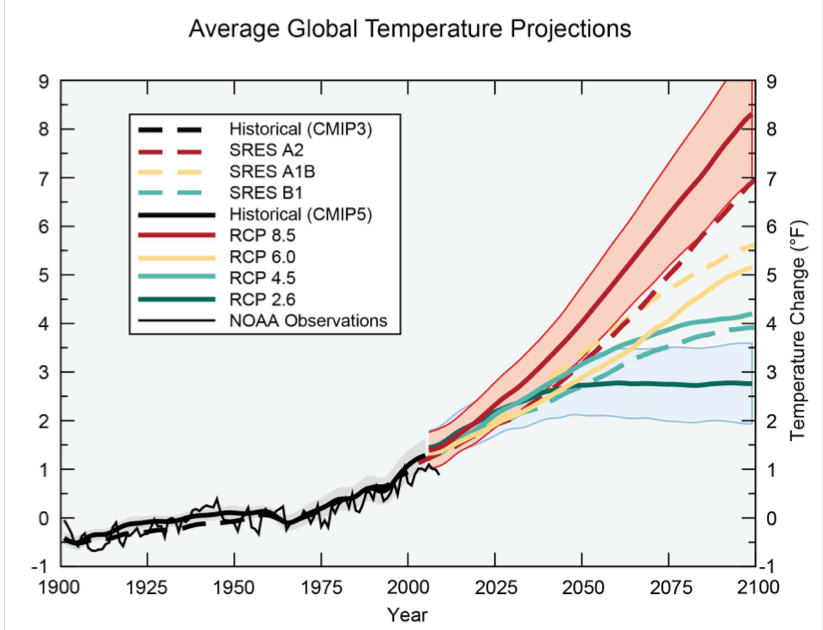 Average Global Temperature Projections
9
8
7
6
5
4
3
2
1
0
-1
Historical (CMIP3)
SRES A2
SRES A1B
SRES B1
Historical (CMIP5)
RCP 8.5
RCP 6.0
RCP 4.5
RCP 2.6
NOAA Observations
9
8
7
6
5
4
3
2
1
0
-1
Temperature Change (°F)
1900 1925 1950 1975 2000 2025 2050 2075 2100
Year